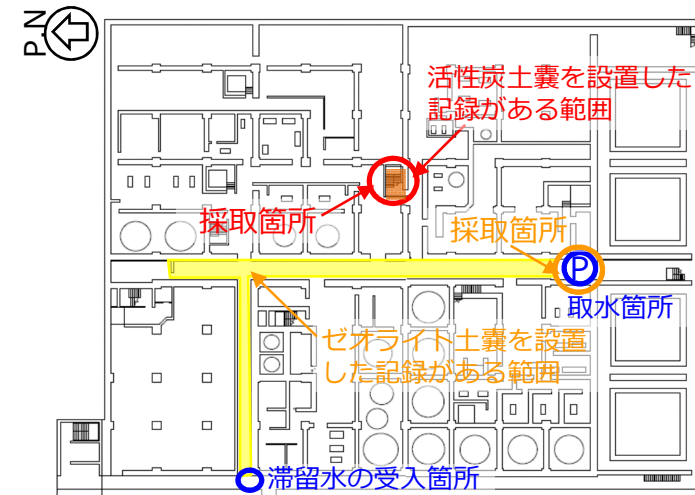 P.N
活性炭土嚢を設置した
記録がある範囲
採取箇所
採取箇所
P
取水箇所
ゼオライト土嚢を設置
した記録がある範囲
滞留水の受入箇所